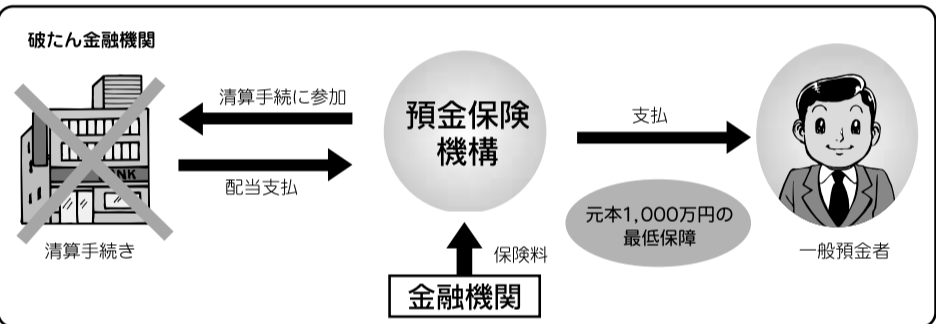 破たん金融機関
清算手続に参加
配当支払
NK
清算手続き
預金保険
機構
支払
元本1,000万円の
最低保障
一般預金者
保険料
金融機関